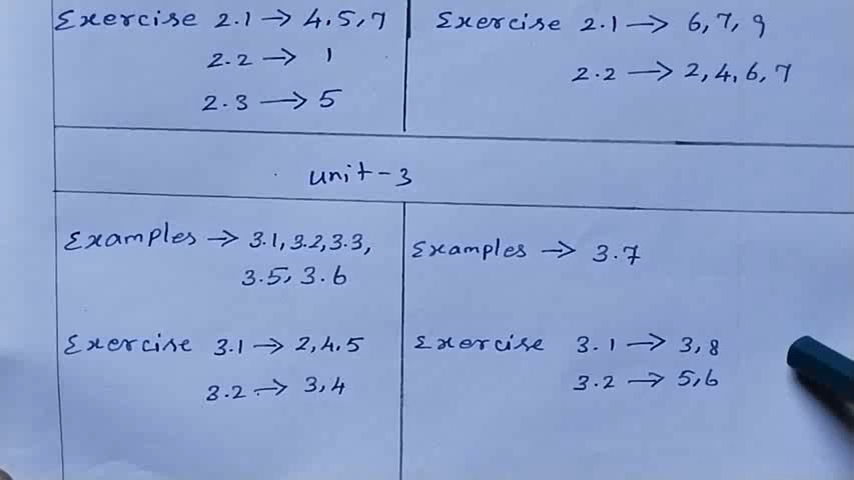 Exercise 2.1 → 4,5,7
2.2 → 1
2.3 → 5
Exercise 2.1 → 6,7,9
2.2 → 2,4,6,7
unit-3
Examples → 3.1,3.2,3.3,
3.5, 3.6
Exercise 3.1 → 2,4,5
3.2 → 3,4
Examples → 3.7
Exercise 3.1 → 3,8
3.2 → 5,6